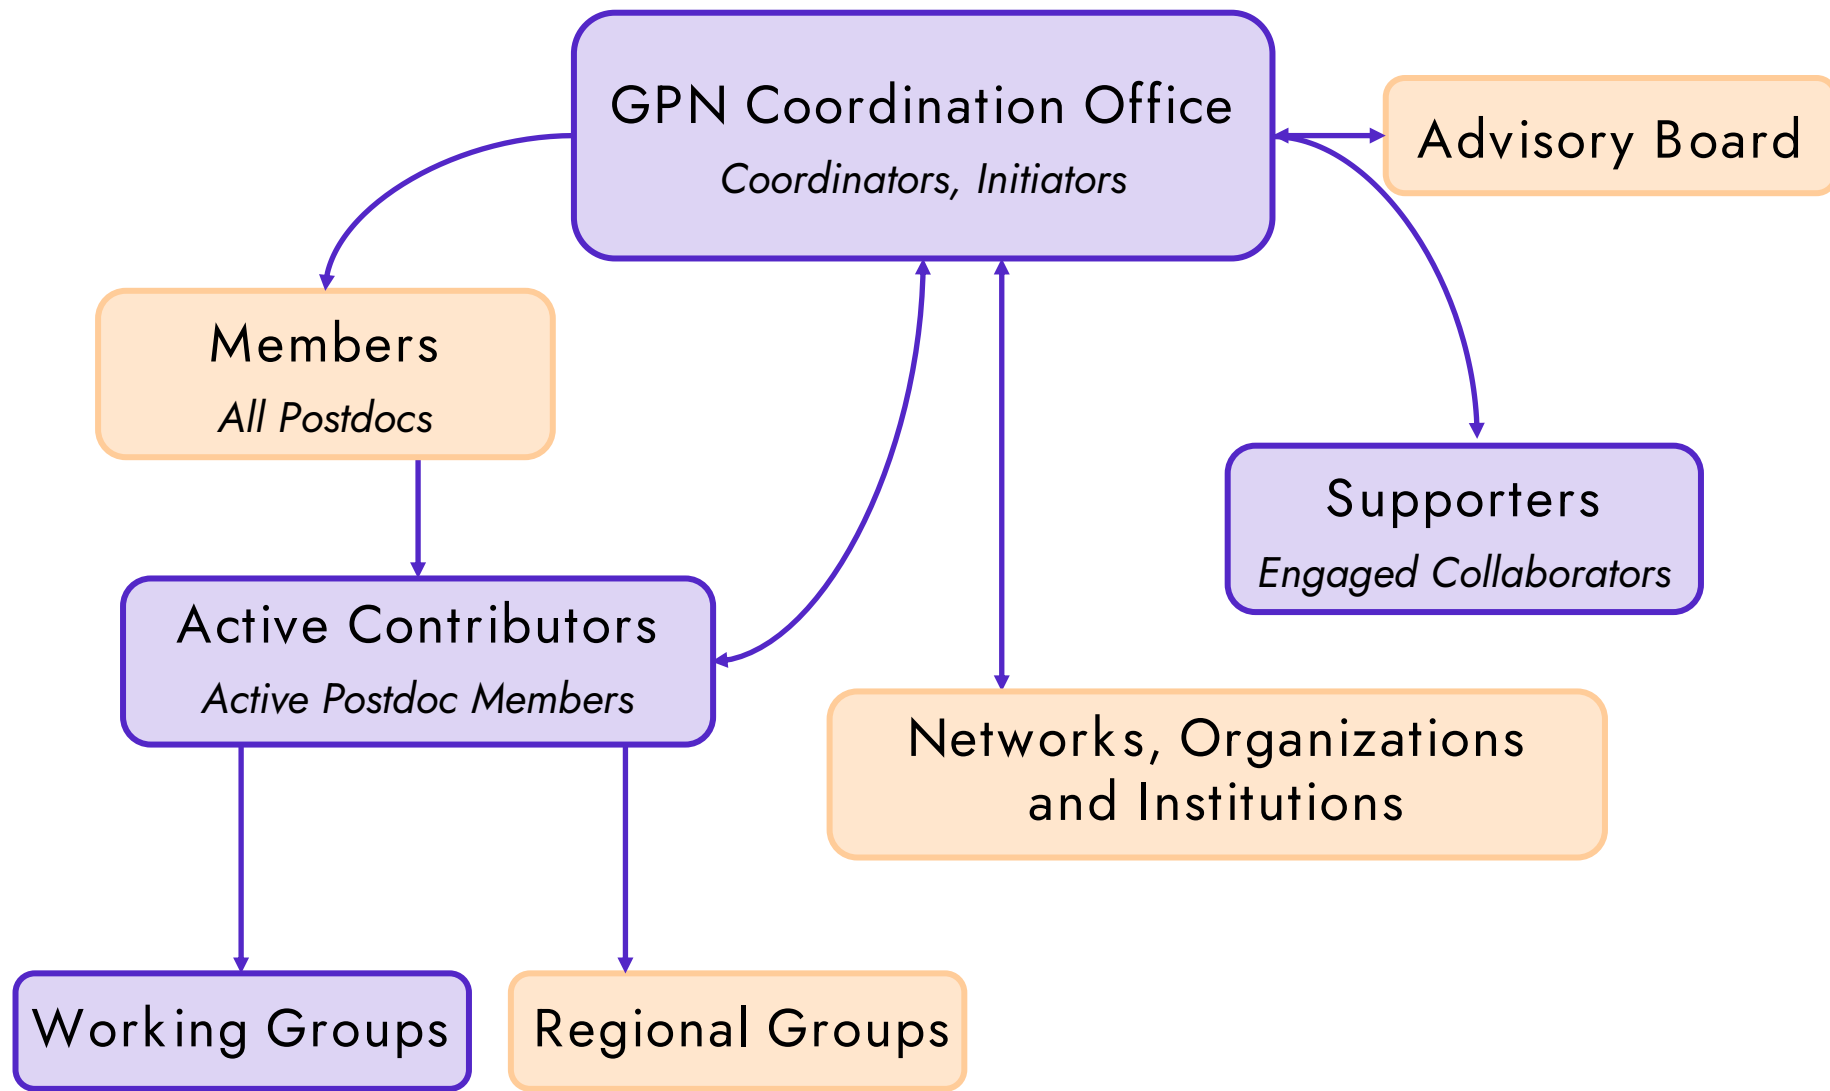 GPN Coordination Office
Coordinators, Initiators
Advisory Board
Members
All Postdocs
Supporters
Engaged Collaborators
Active Contributors
Active Postdoc Members
Networks, Organizations
and Institutions
Working Groups
Regional Groups